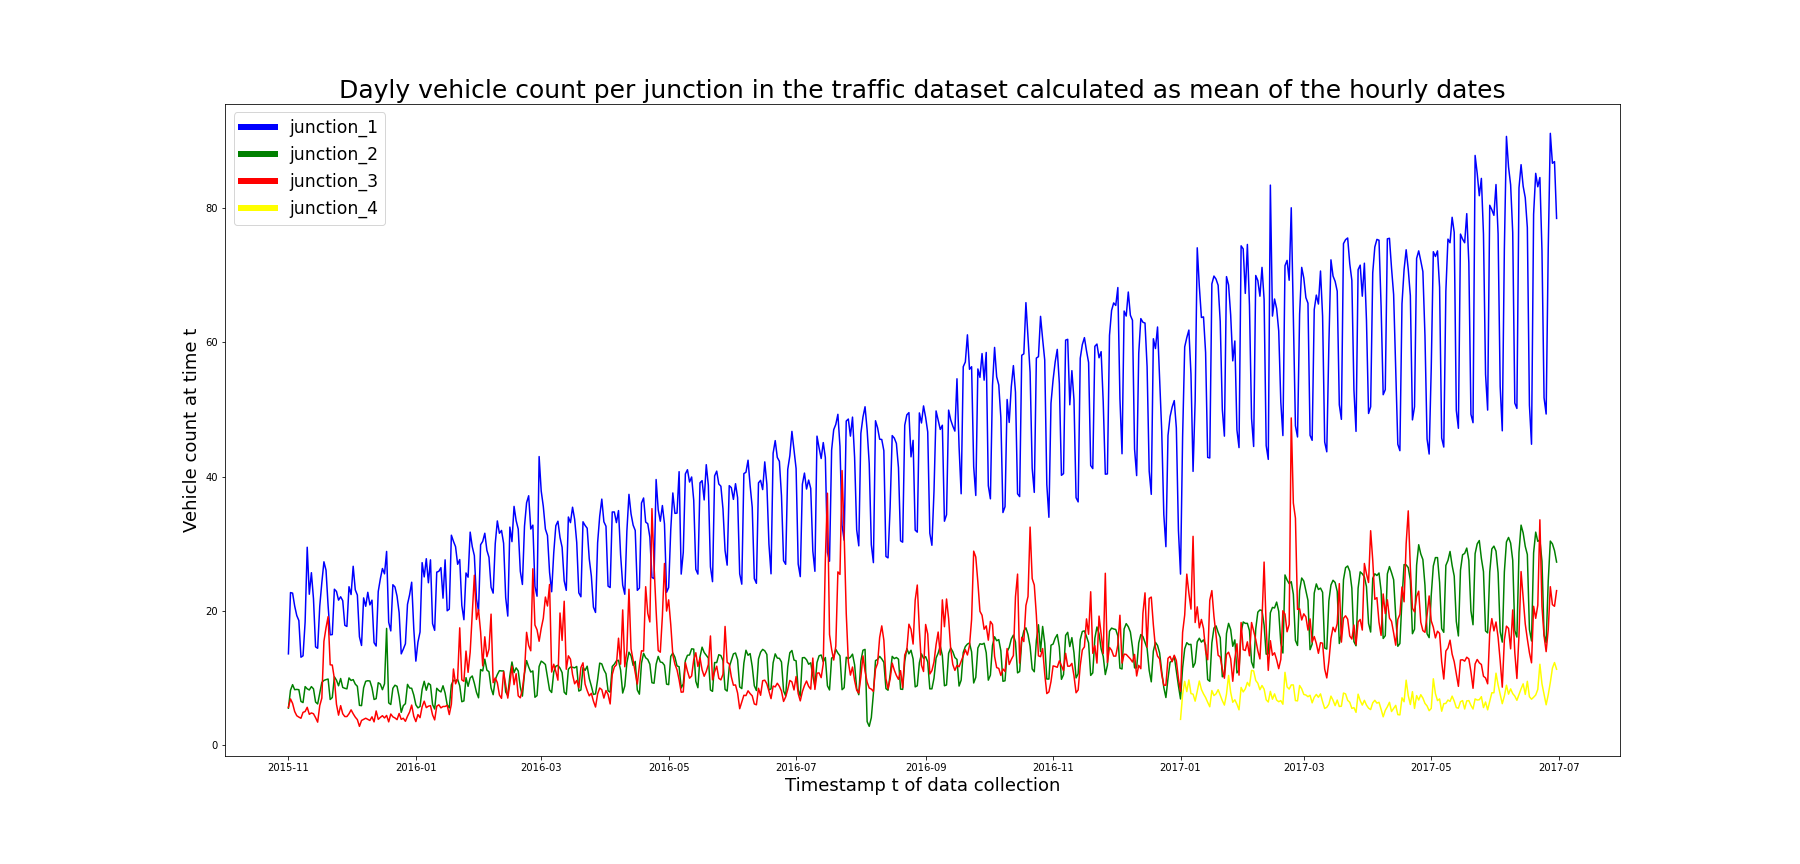 Dayly vehicle count per junction in the traffic dataset calculated as mean of the hourly dates
junction_1
junction_2
junction_3
junction_4
Vehicle count at time t
80
60
40
20
0
2015-11 2016-01 2016-03 2016-05 2016-07 2016-09 2016-11 2017-01 2017-03 2017-05 2017-07
Timestamp t of data collection